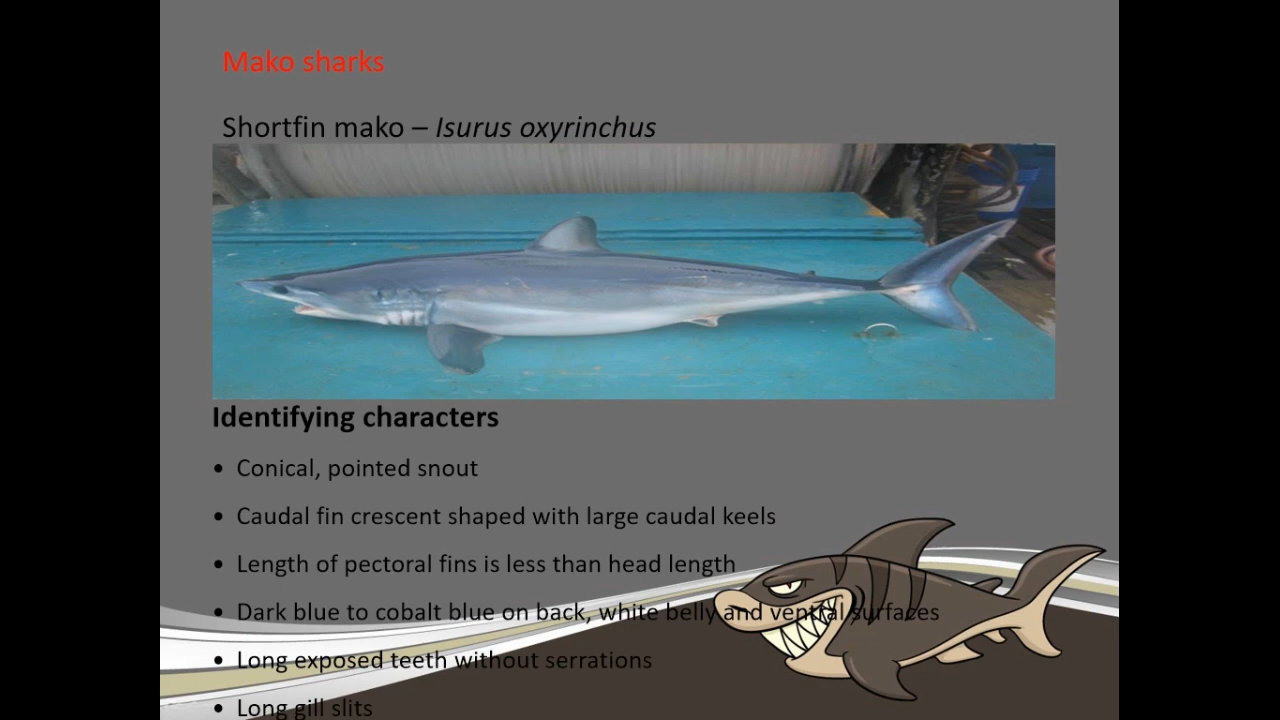 Mako sharks
Shortfin mako – Isurus oxyrinchus
Identifying characters
• Conical, pointed snout
• Caudal fin crescent shaped with large caudal keels
• Length of pectoral fins is less than head length
• Dark blue to cobalt blue on back, white belly and ventral surfaces
• Long exposed teeth without serrations
• Long gill slits